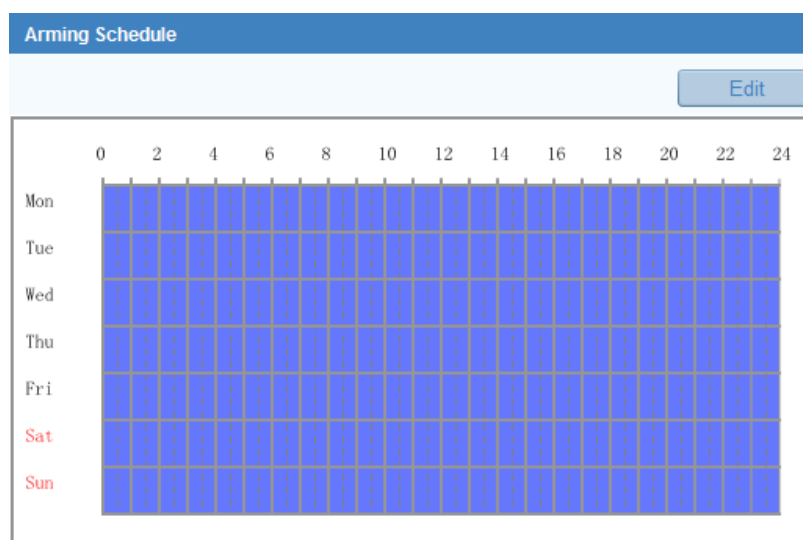 Arming Schedule
Edit
0 2 4 6 8 10 12 14 16 18 20 22 24
Mon
Tue
Wed
Thu
Fri
Sat
Sun